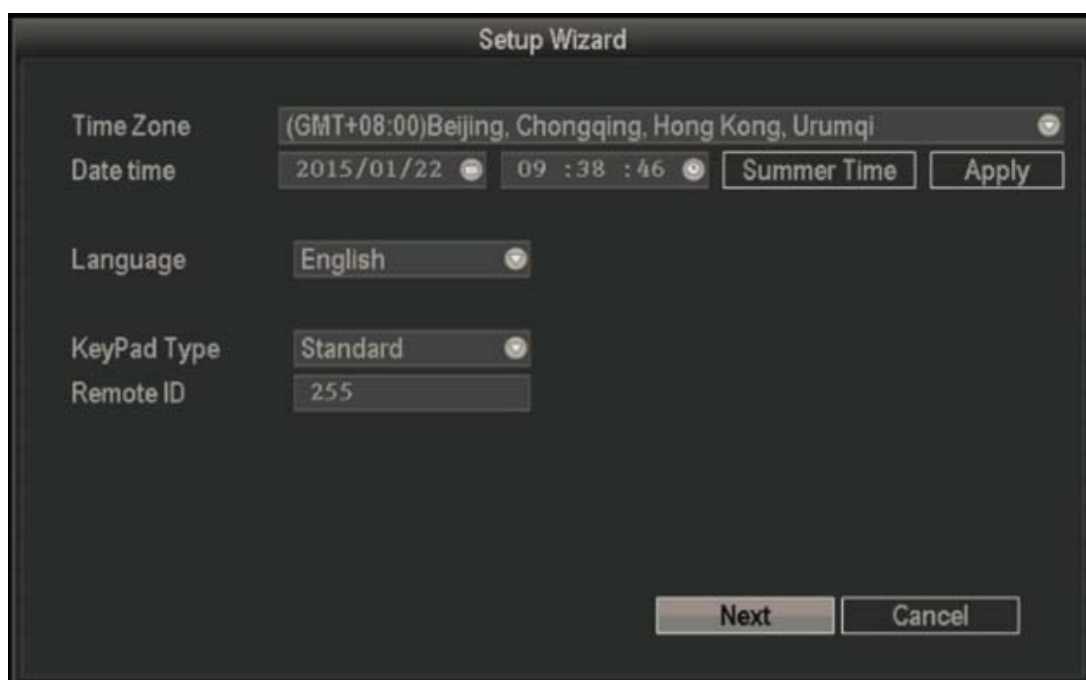 Setup Wizard
Time Zone (GMT+08:00)Beijing, Chongqing, Hong Kong, Urumqi
Date time 2015/01/22 09 :38 :46 Summer Time Apply
Language English
KeyPad Type Standard
Remote ID 255
Next Cancel